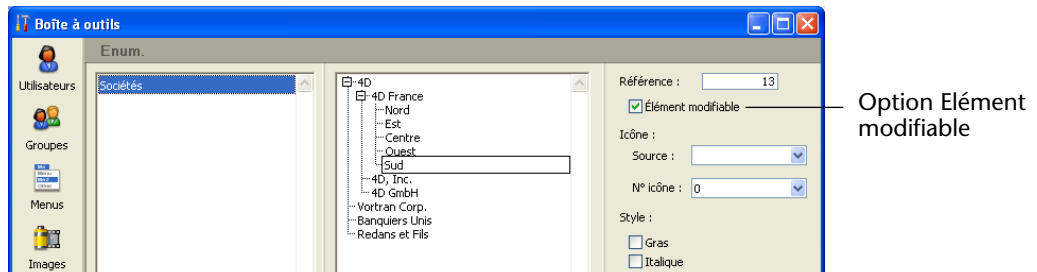 Boîte à outils
Enum.
Utilisateurs
Groupes
Menus
Images
Sociétés
4D
4D France
Nord
Est
Centre
Ouest
Sud
4D, Inc.
4D GmbH
Vortran Corp.
Banquiers Unis
Redans et Fils
Référence : 13
Élément modifiable
Icône :
Source :
N° icône : 0
Style :
Gras
Italique
Option Elément
modifiable